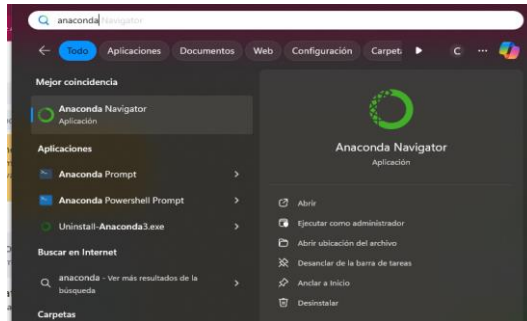 anaconda Navigator
Todo Aplicaciones Documentos Web Configuración Carpet C ...
Mejor coincidencia
Anaconda Navigator
Aplicación
Aplicaciones
Anaconda Prompt
Anaconda Powershell Prompt
Uninstall-Anaconda3.exe
Buscar en Internet
anaconda - Ver más resultados de la
búsqueda
Carpetas
Anaconda Navigator
Aplicación
Abrir
Ejecutar como administrador
Abrir ubicación del archivo
Desanclar de la barra de tareas
Anclar a Inicio
Desinstalar